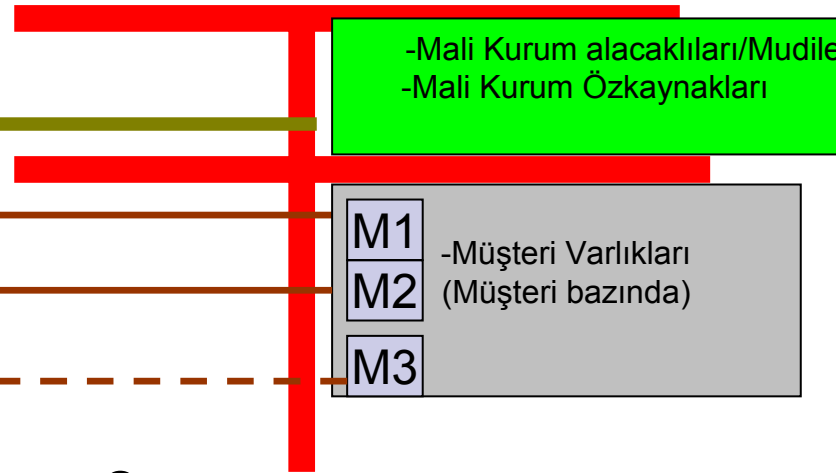 -Mali Kurum alacaklıları/Mudile
-Mali Kurum Özkaynakları
M1
-Müşteri Varlıkları
M2
(Müşteri bazında)
M3